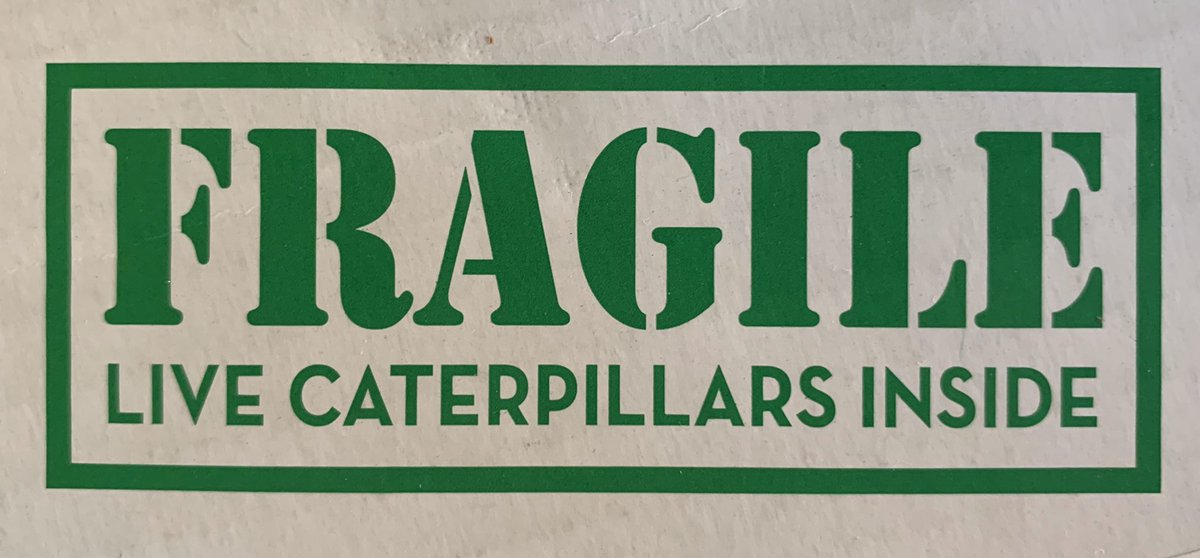 FRAGILE
LIVE CATERPILLARS INSIDE